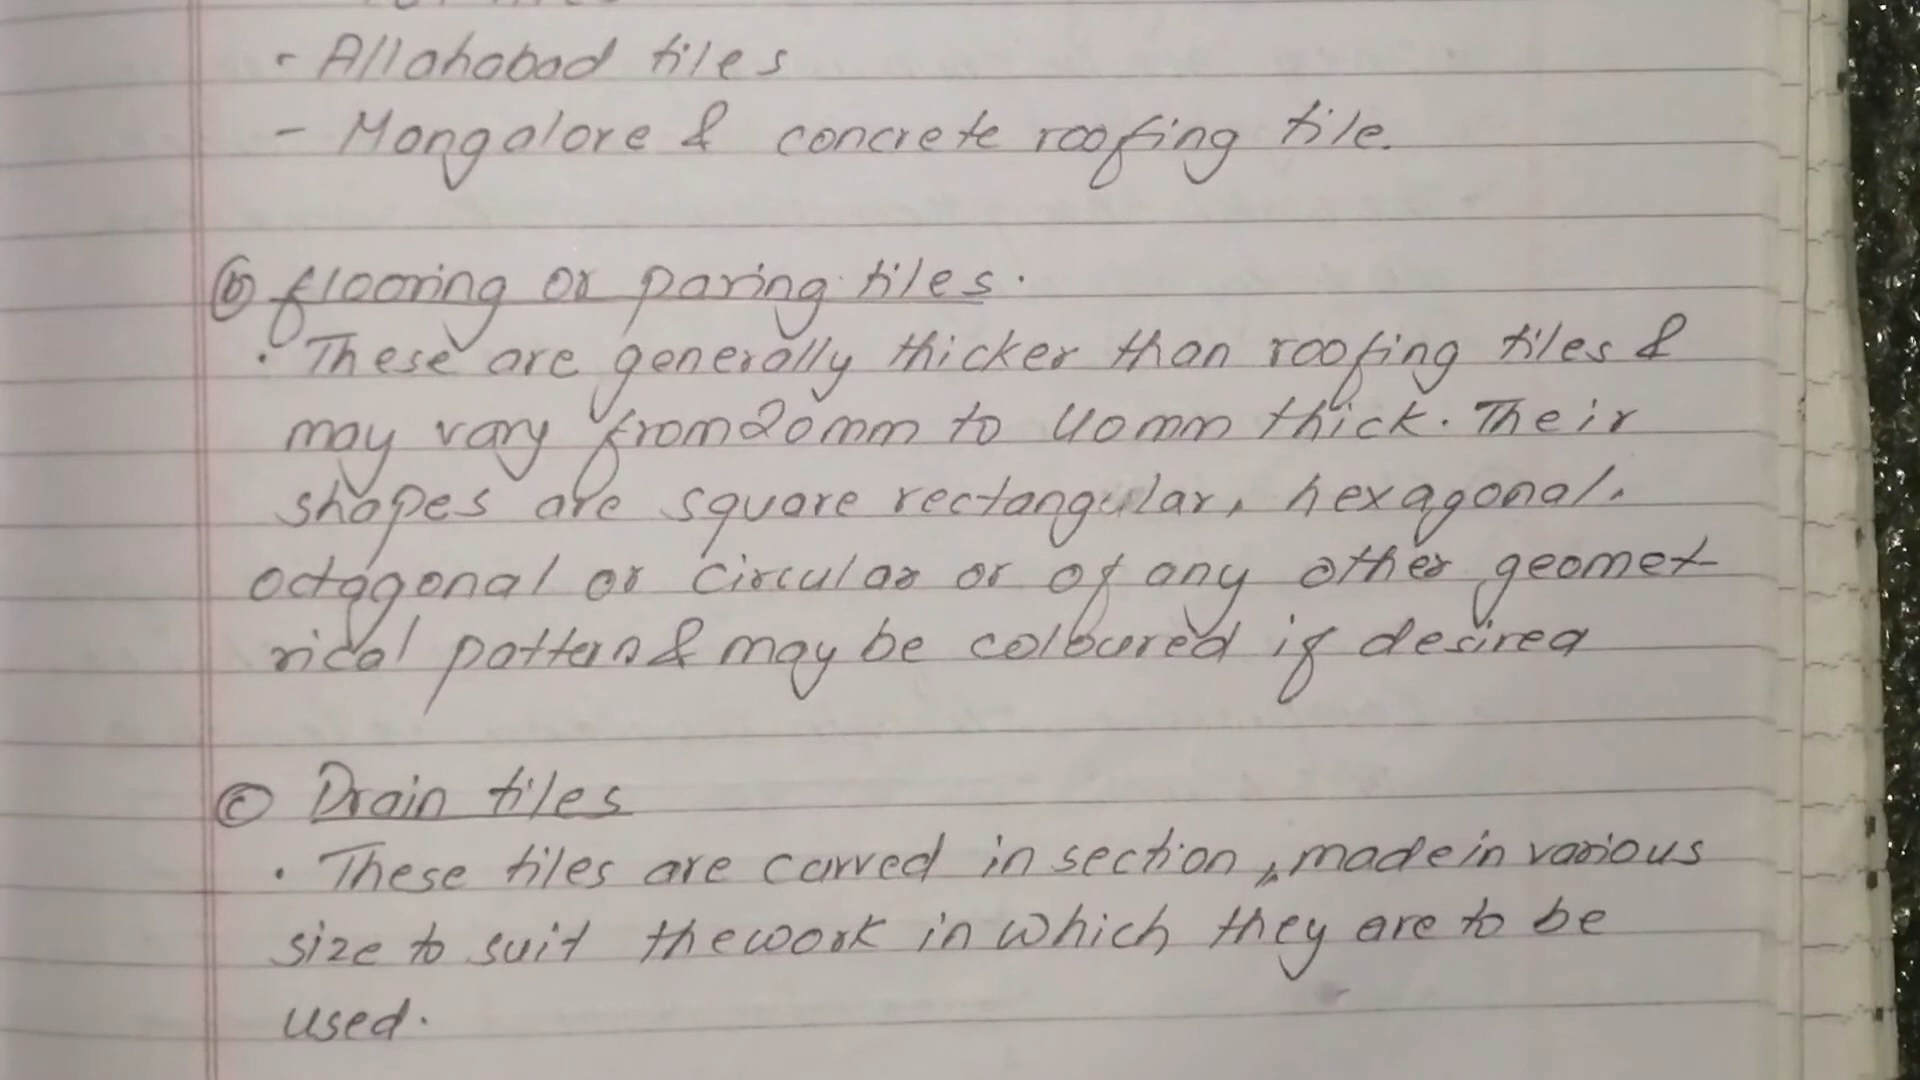 - Allahabad tiles
- Mangalore & concrete roofing tile.
(b) flooring or paving tiles.
• These are generally thicker than roofing tiles &
may vary from 20mm to 40mm thick. Their
shapes are square rectangular, hexagonal,
octagonal or circular or of any other geomet-
rical pattern & may be coloured if desired
(c) Drain tiles
• These tiles are curved in section, made in various
size to suit the work in which they are to be
used.